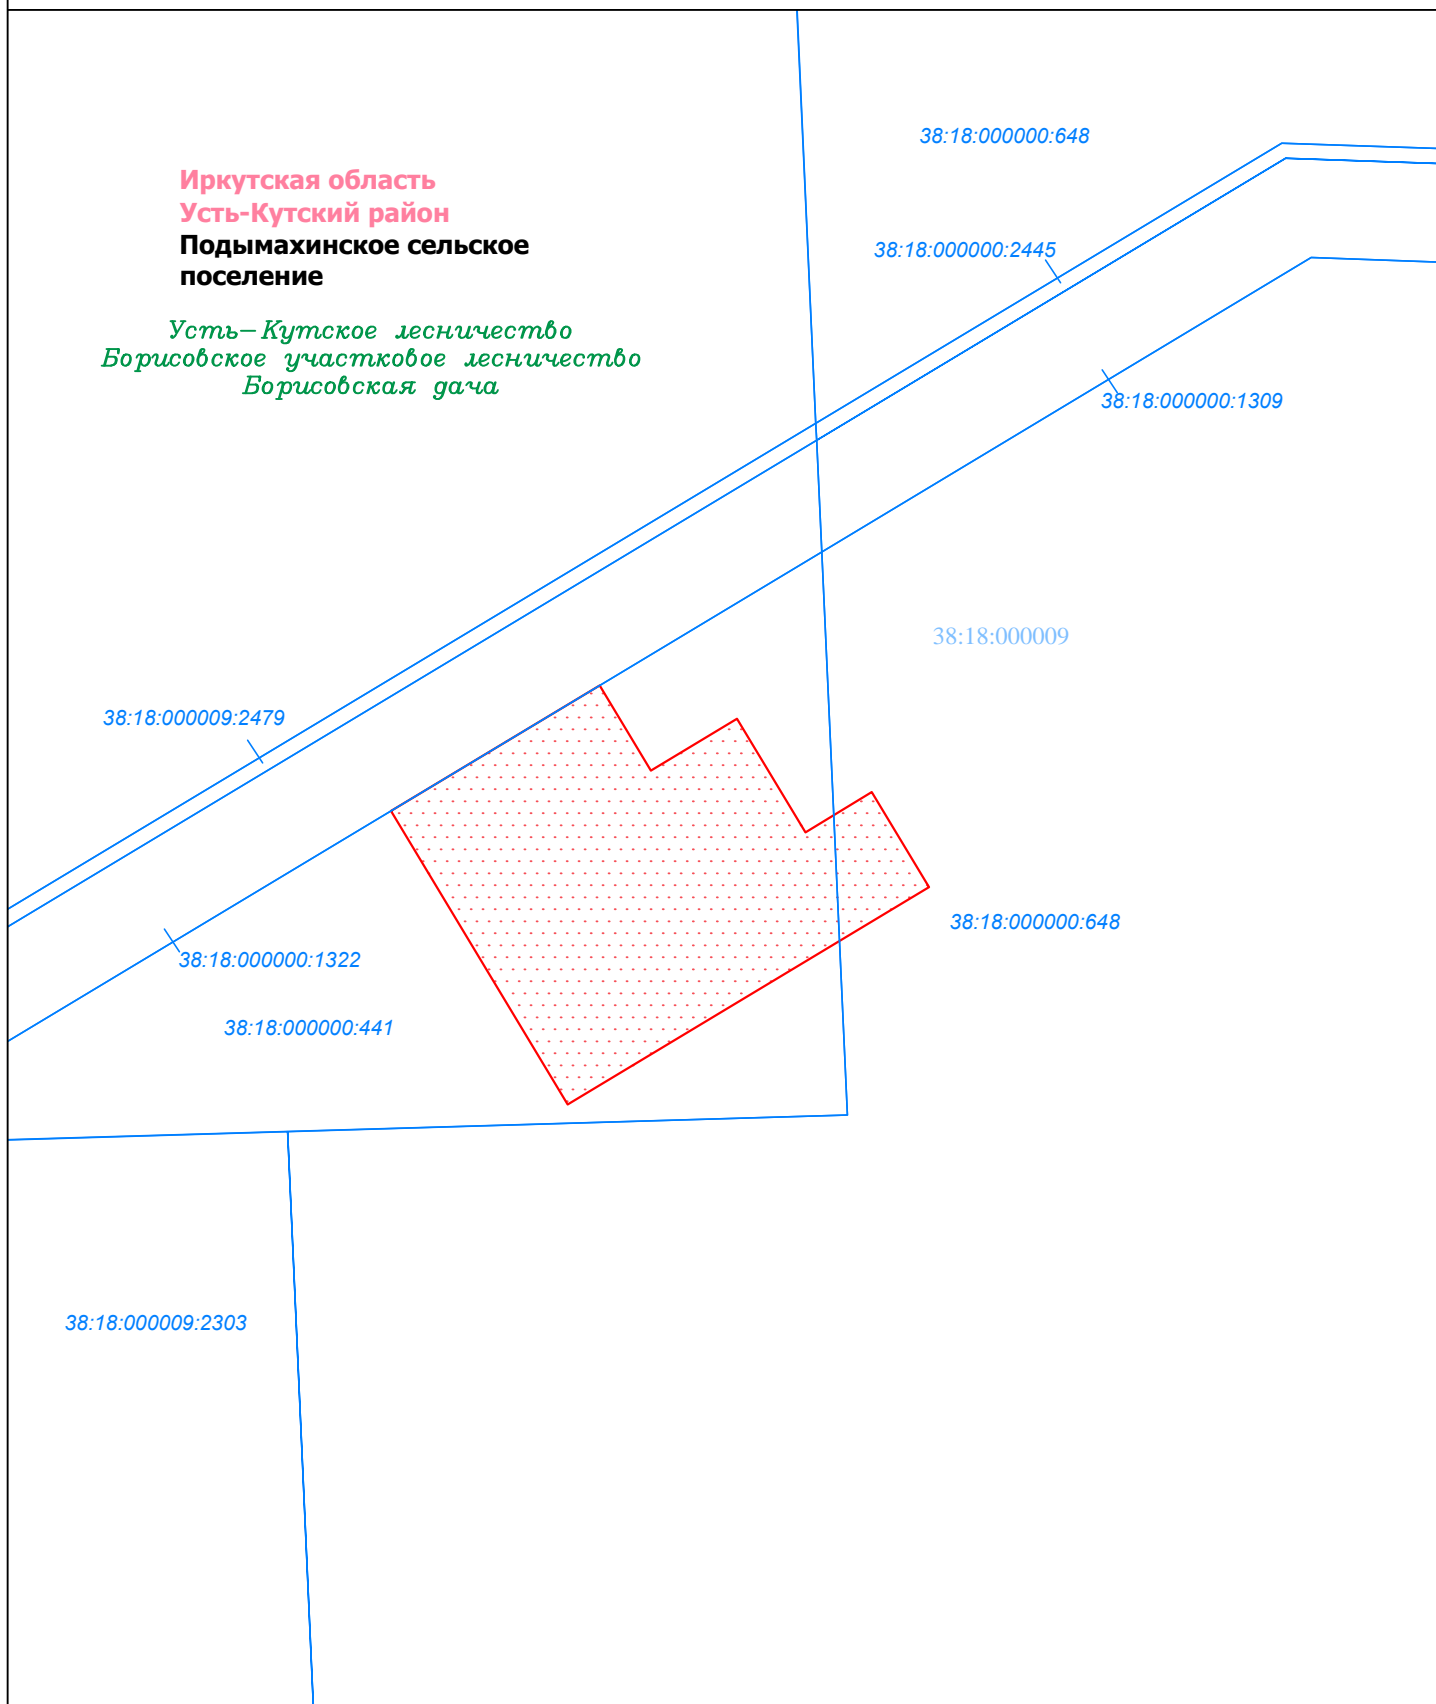 38:18:000000:648
Иркутская область
Усть-Кутский район
Подымахинское сельское
поселение
38:18:000000:2445
Усть-Кутское лесничество
Борисовское участковое лесничество
Борисовская дача
38:18:000000:1309
38:18:000009
38:18:000009:2479
38:18:000000:648
38:18:000000:1322
38:18:000000:441
38:18:000009:2303